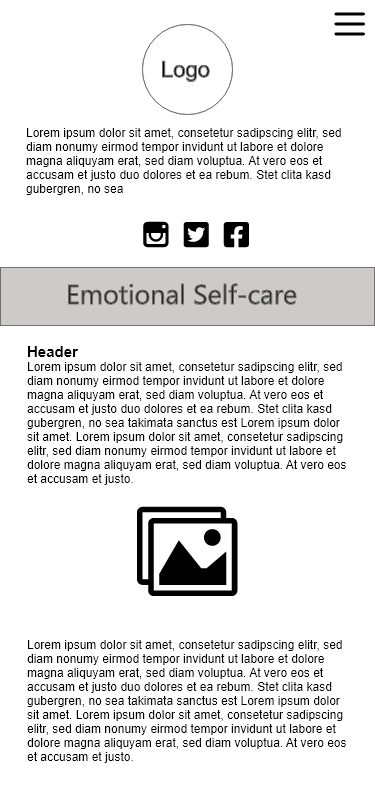 Logo
Lorem ipsum dolor sit amet, consetetur sadipscing elitr, sed
diam nonumy eirmod tempor invidunt ut labore et dolore
magna aliquyam erat, sed diam voluptua. At vero eos et
accusam et justo duo dolores et ea rebum. Stet clita kasd
gubergren, no sea
Emotional Self-care
Header
Lorem ipsum dolor sit amet, consetetur sadipscing elitr, sed
diam nonumy eirmod tempor invidunt ut labore et dolore
magna aliquyam erat, sed diam voluptua. At vero eos et
accusam et justo duo dolores et ea rebum. Stet clita kasd
gubergren, no sea takimata sanctus est Lorem ipsum dolor
sit amet. Lorem ipsum dolor sit amet, consetetur sadipscing
elitr, sed diam nonumy eirmod tempor invidunt ut labore et
dolore magna aliquyam erat, sed diam voluptua. At vero eos
et accusam et justo.
Lorem ipsum dolor sit amet, consetetur sadipscing elitr, sed
diam nonumy eirmod tempor invidunt ut labore et dolore
magna aliquyam erat, sed diam voluptua. At vero eos et
accusam et justo duo dolores et ea rebum. Stet clita kasd
gubergren, no sea takimata sanctus est Lorem ipsum dolor
sit amet. Lorem ipsum dolor sit amet, consetetur sadipscing
elitr, sed diam nonumy eirmod tempor invidunt ut labore et
dolore magna aliquyam erat, sed diam voluptua. At vero eos
et accusam et justo.